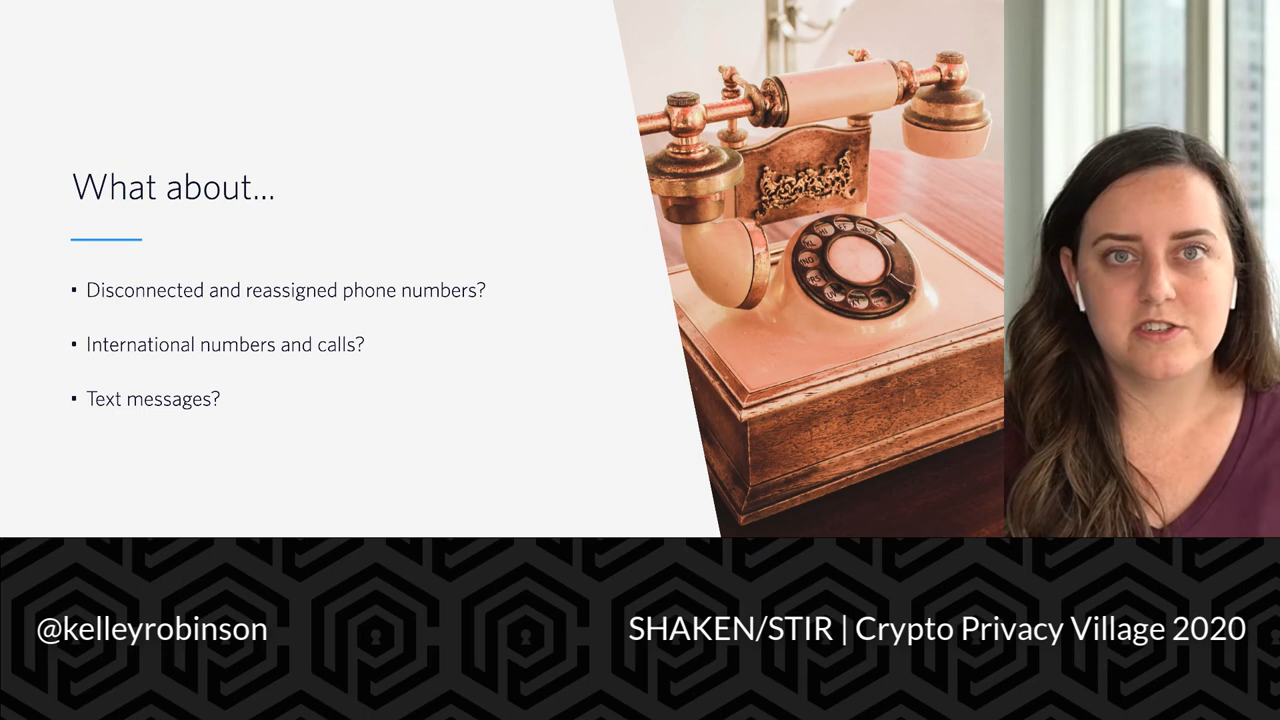 What about...
▪ Disconnected and reassigned phone numbers?
▪ International numbers and calls?
▪ Text messages?
@kelleyrobinson
SHAKEN/STIR | Crypto Privacy Village 2020